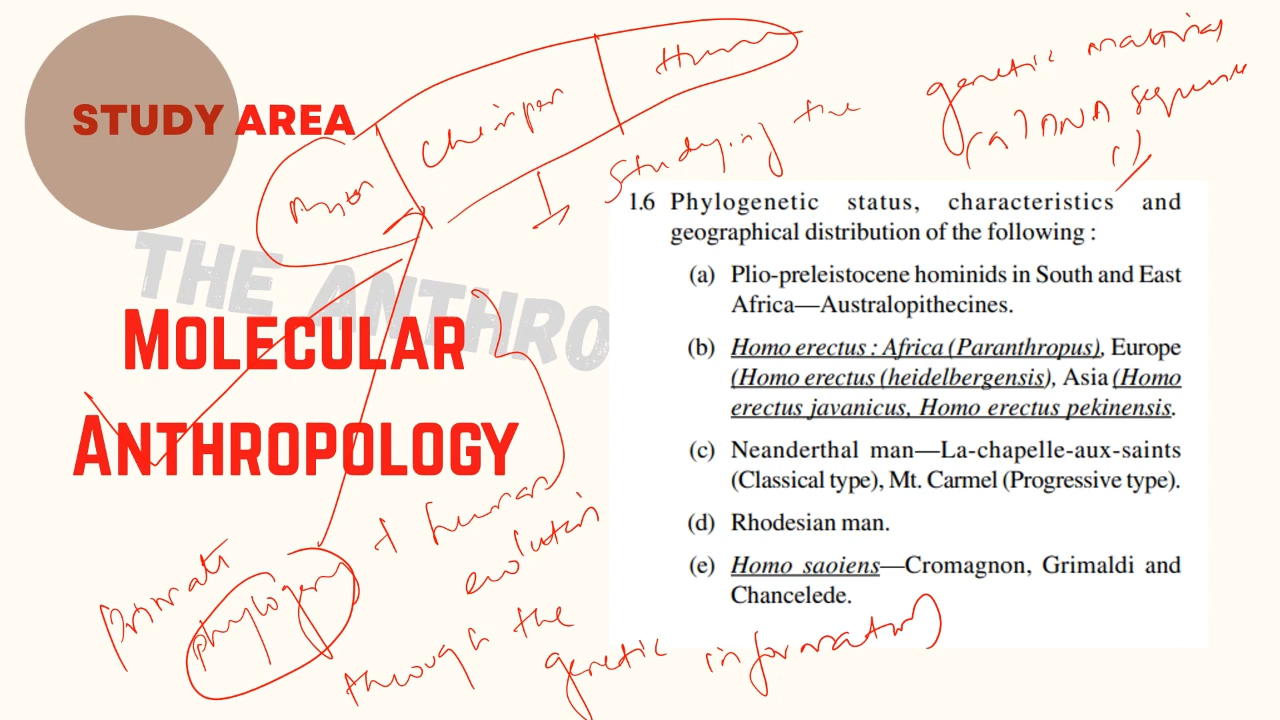 STUDY AREA
Human
studying the
genetic material
(a) DNA sequence
THE ANTHRO
MOLECULAR
ANTHROPOLOGY
1.6 Phylogenetic status, characteristics and
geographical distribution of the following :
(a) Plio-preleistocene hominids in South and East
Africa—Australopithecines.
(b) Homo erectus : Africa (Paranthropus), Europe
(Homo erectus (heidelbergensis), Asia (Homo
erectus javanicus, Homo erectus pekinensis.
(c) Neanderthal man—La-chapelle-aux-saints
(Classical type), Mt. Carmel (Progressive type).
(d) Rhodesian man.
(e) Homo saoiens—Cromagnon, Grimaldi and
Chancelede.
Primate
phylogeny
& human
evolution
through the
genetic information